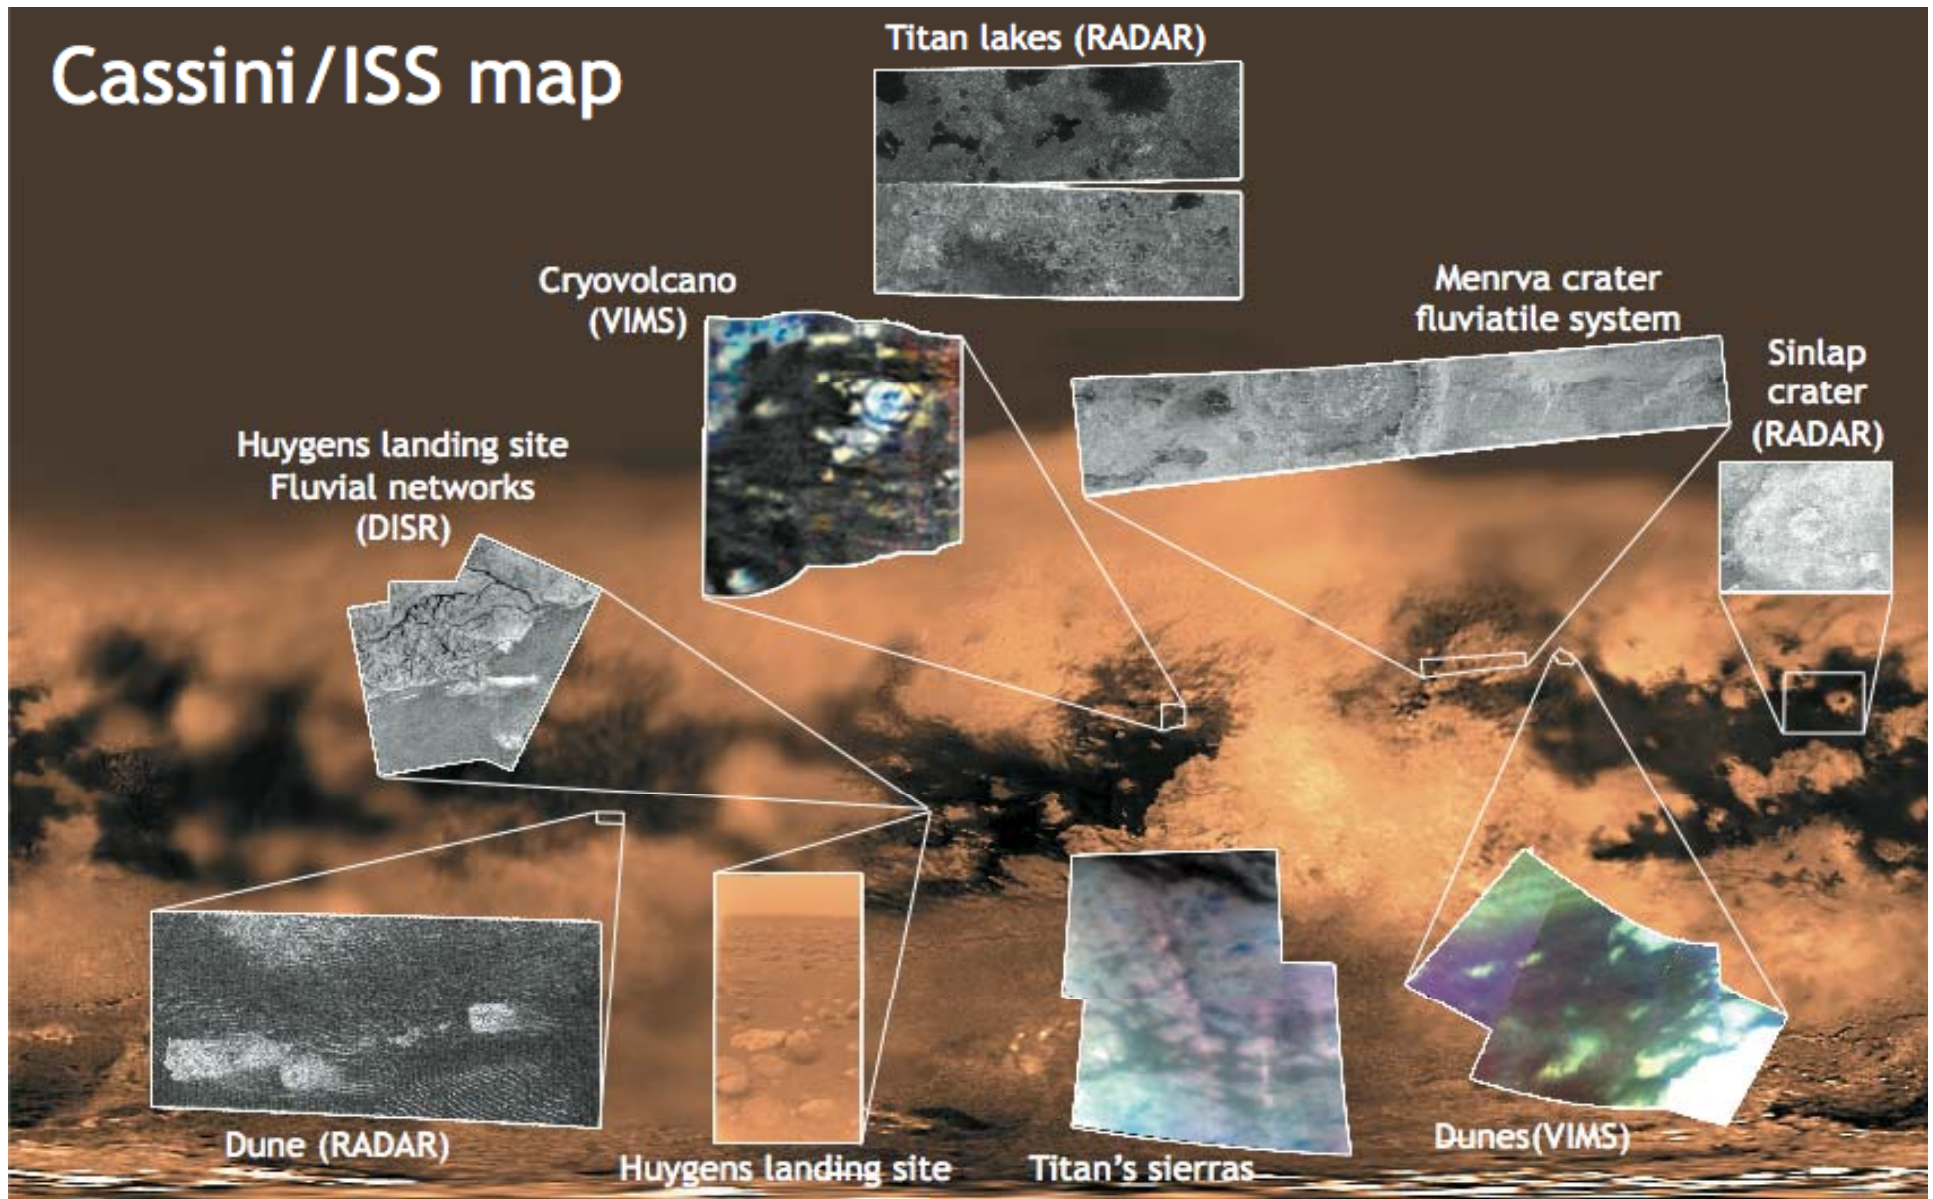 Cassini/ISS map
Titan lakes (RADAR)
Cryovolcano
(VIMS)
Menrva crater
fluviatile system
Sinlap
crater
(RADAR)
Huygens landing site
Fluvial networks
(DISR)
Dune (RADAR)
Huygens landing site
Titan's sierras
Dunes(VIMS)